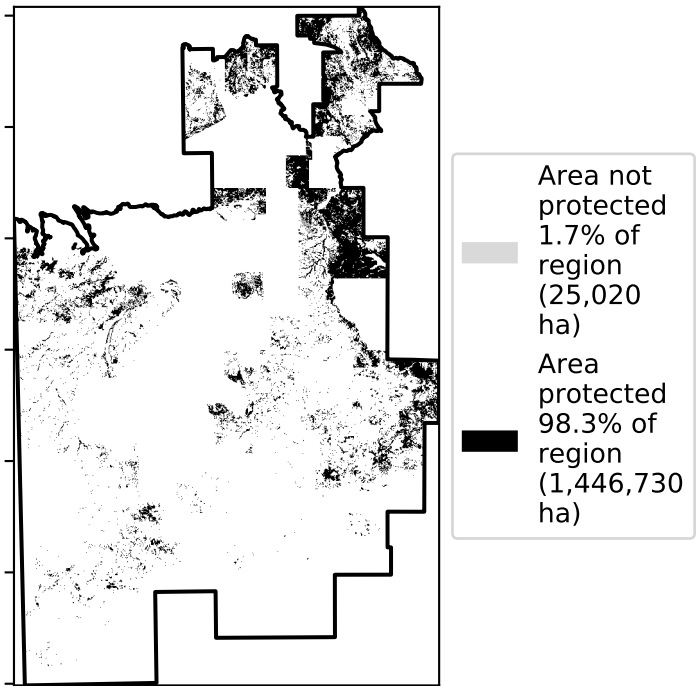 Area not
protected
1.7% of
region
(25,020
ha)
Area
protected
98.3% of
region
(1,446,730
ha)